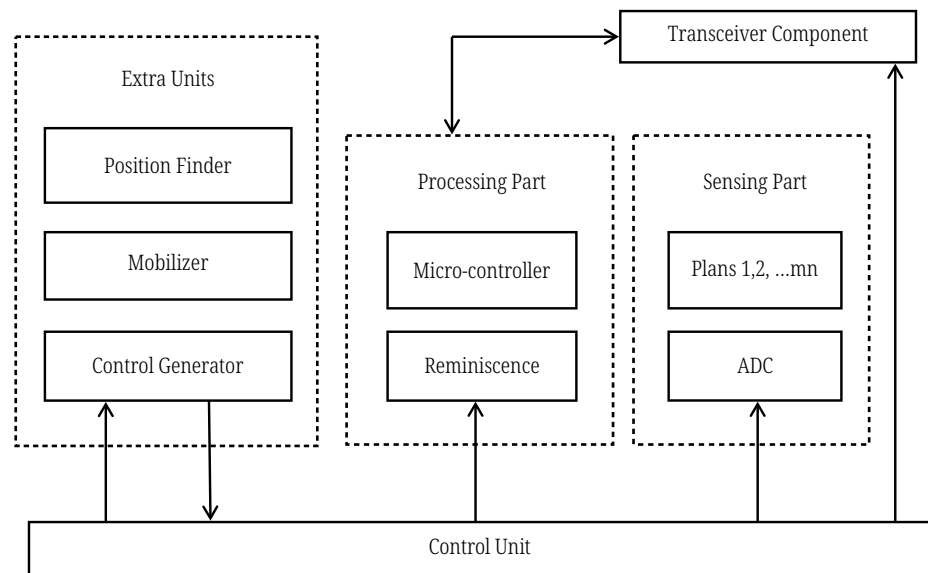 Transceiver Component
Extra Units
Position Finder
Mobilizer
Control Generator
Processing Part
Micro-controller
Reminiscence
Sensing Part
Plans 1,2, ...mn
ADC
Control Unit